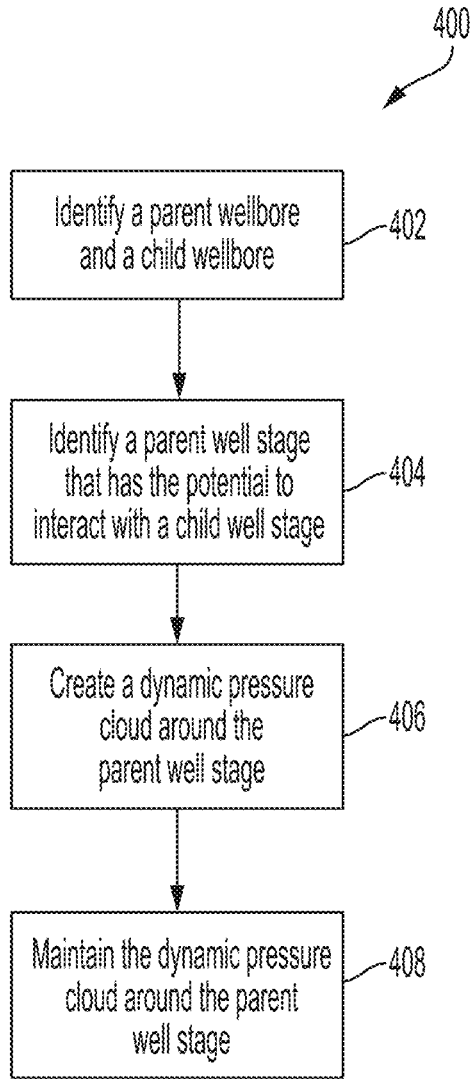 400
Identify a parent wellbore
and a child wellbore
402
Identify a parent well stage
that has the potential to
interact with a child well stage
404
Create a dynamic pressure
cloud around the
parent well stage
406
Maintain the dynamic pressure
cloud around the parent
well stage
408